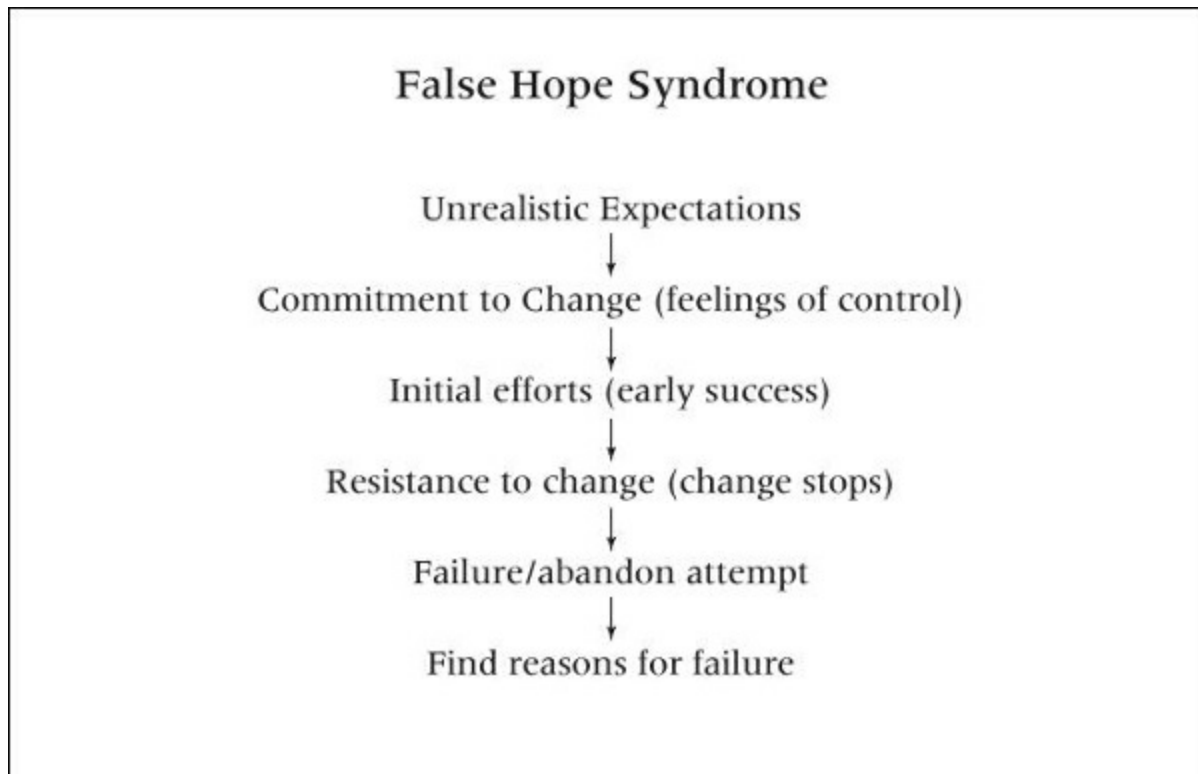 False Hope Syndrome
Unrealistic Expectations
Commitment to Change (feelings of control)
Initial efforts (early success)
Resistance to change (change stops)
Failure/abandon attempt
Find reasons for failure